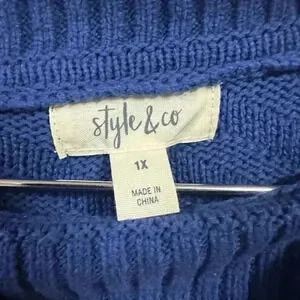 style & co
1X
MADE IN
CHINA